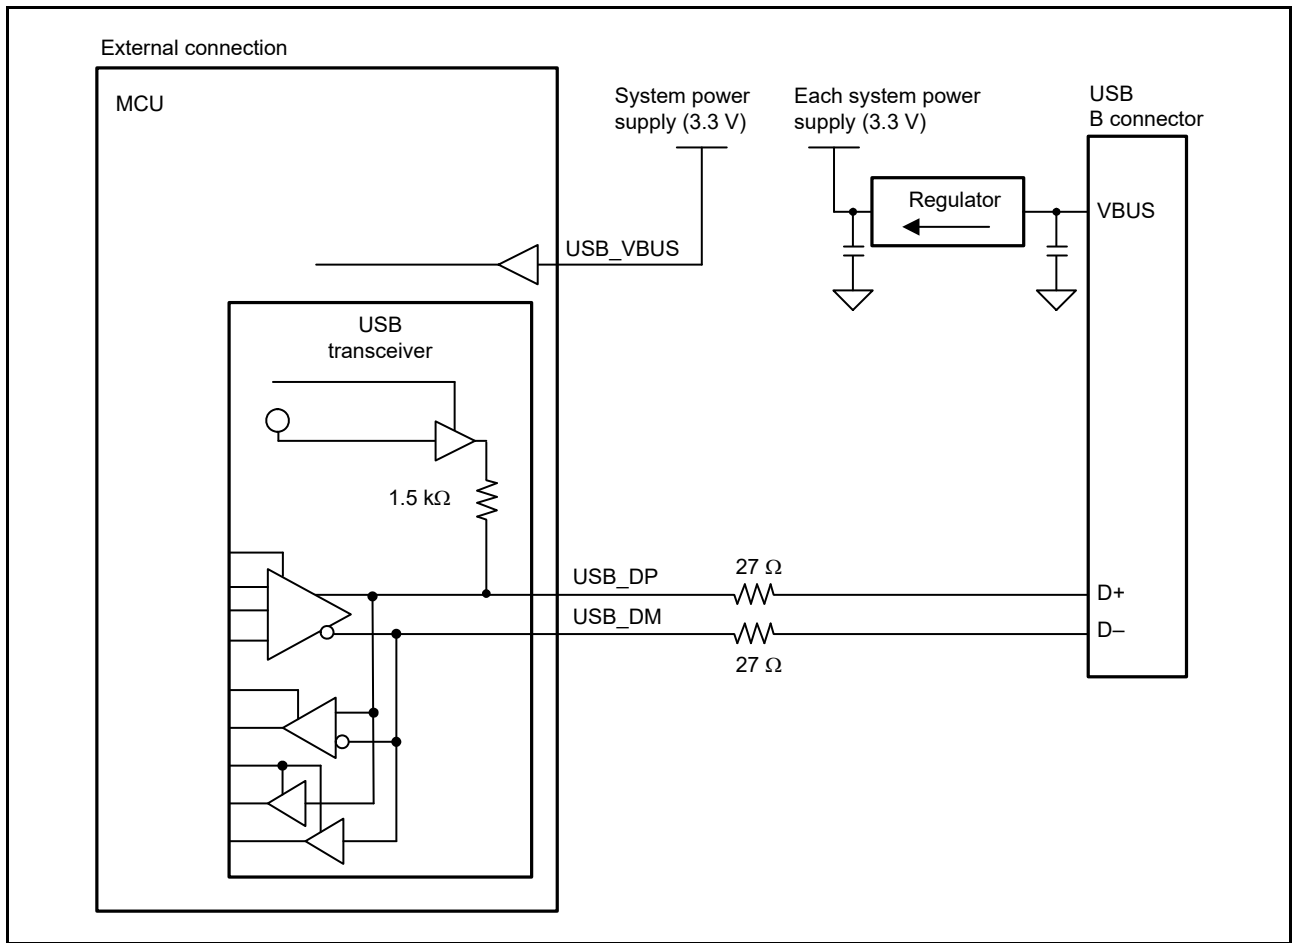 External connection
MCU
System power
supply (3.3 V)
Each system power
supply (3.3 V)
USB
B connector
Regulator
VBUS
USB_VBUS
USB
transceiver
1.5 kΩ
USB_DP
27 Ω
D+
USB_DM
D–
27 Ω